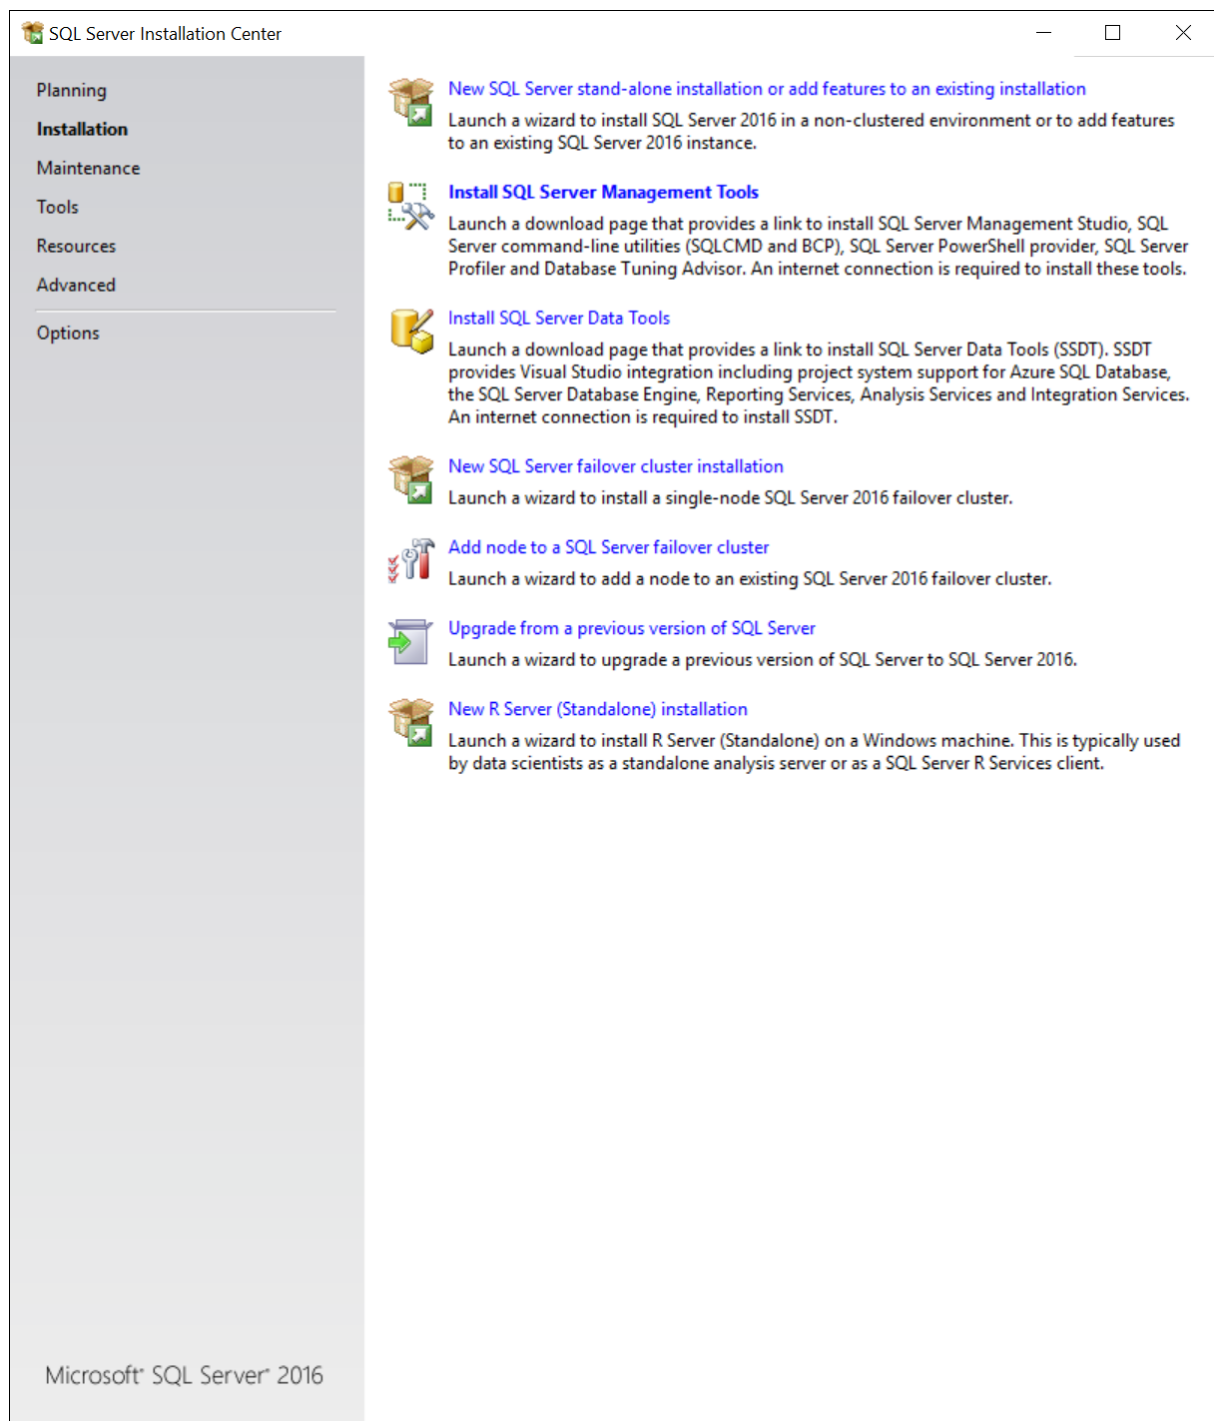 SQL Server Installation Center
Planning
Installation
Maintenance
Tools
Resources
Advanced
Options
New SQL Server stand-alone installation or add features to an existing installation
Launch a wizard to install SQL Server 2016 in a non-clustered environment or to add features
to an existing SQL Server 2016 instance.
Install SQL Server Management Tools
Launch a download page that provides a link to install SQL Server Management Studio, SQL
Server command-line utilities (SQLCMD and BCP), SQL Server PowerShell provider, SQL Server
Profiler and Database Tuning Advisor. An internet connection is required to install these tools.
Install SQL Server Data Tools
Launch a download page that provides a link to install SQL Server Data Tools (SSDT). SSDT
provides Visual Studio integration including project system support for Azure SQL Database,
the SQL Server Database Engine, Reporting Services, Analysis Services and Integration Services.
An internet connection is required to install SSDT.
New SQL Server failover cluster installation
Launch a wizard to install a single-node SQL Server 2016 failover cluster.
Add node to a SQL Server failover cluster
Launch a wizard to add a node to an existing SQL Server 2016 failover cluster.
Upgrade from a previous version of SQL Server
Launch a wizard to upgrade a previous version of SQL Server to SQL Server 2016.
New R Server (Standalone) installation
Launch a wizard to install R Server (Standalone) on a Windows machine. This is typically used
by data scientists as a standalone analysis server or as a SQL Server R Services client.
Microsoft® SQL Server® 2016